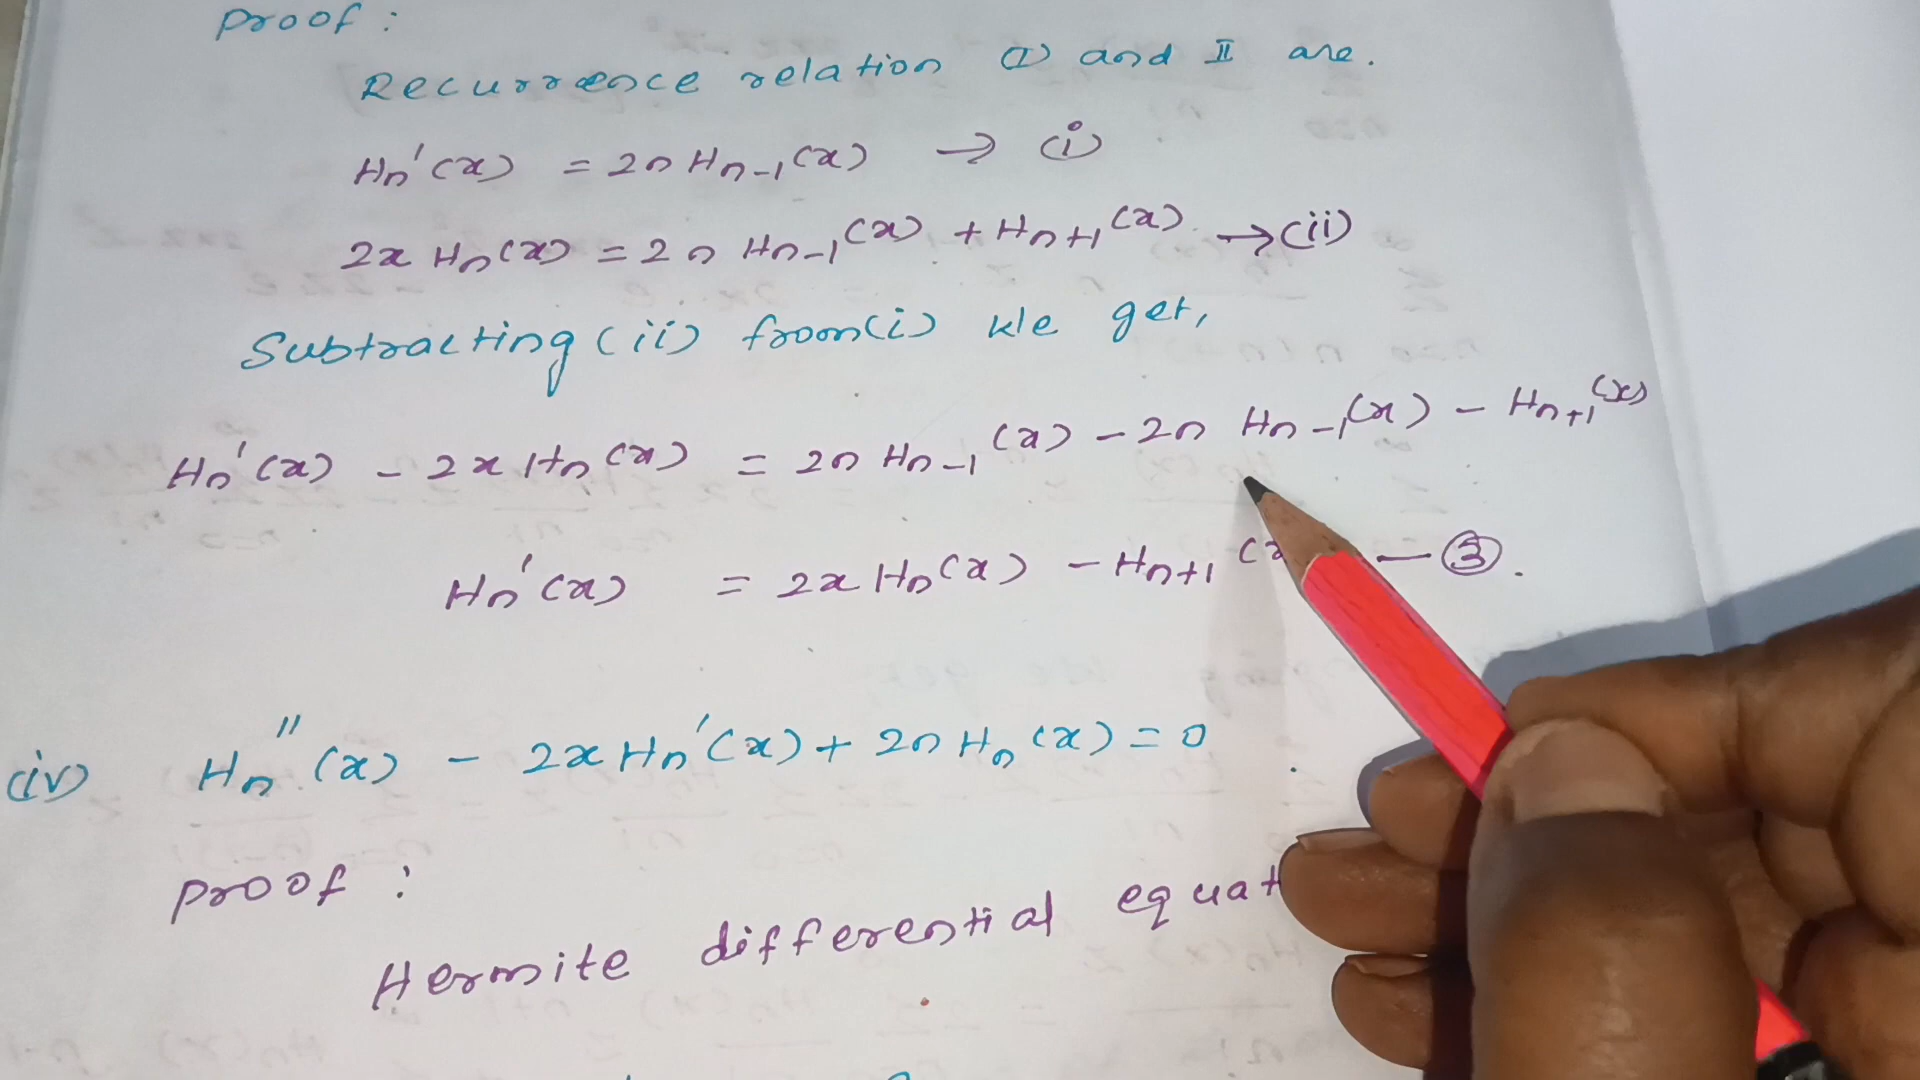 Proof :
Recurrence relation (I) and II are.
Hn'(x) = 2n Hn-1(x) → (i)
2x Hn(x) = 2n Hn-1(x) + Hn+1(x) → (ii)
Subtracting (ii) from (i) We get,
Hn'(x) - 2x Hn(x) = 2n Hn-1(x) - 2n Hn-1(x) - Hn+1(x)
Hn'(x) = 2x Hn(x) - Hn+1 — ③.
(iv) Hn''(x) - 2x Hn'(x) + 2n Hn(x) = 0
Proof :
Hermite differential equat